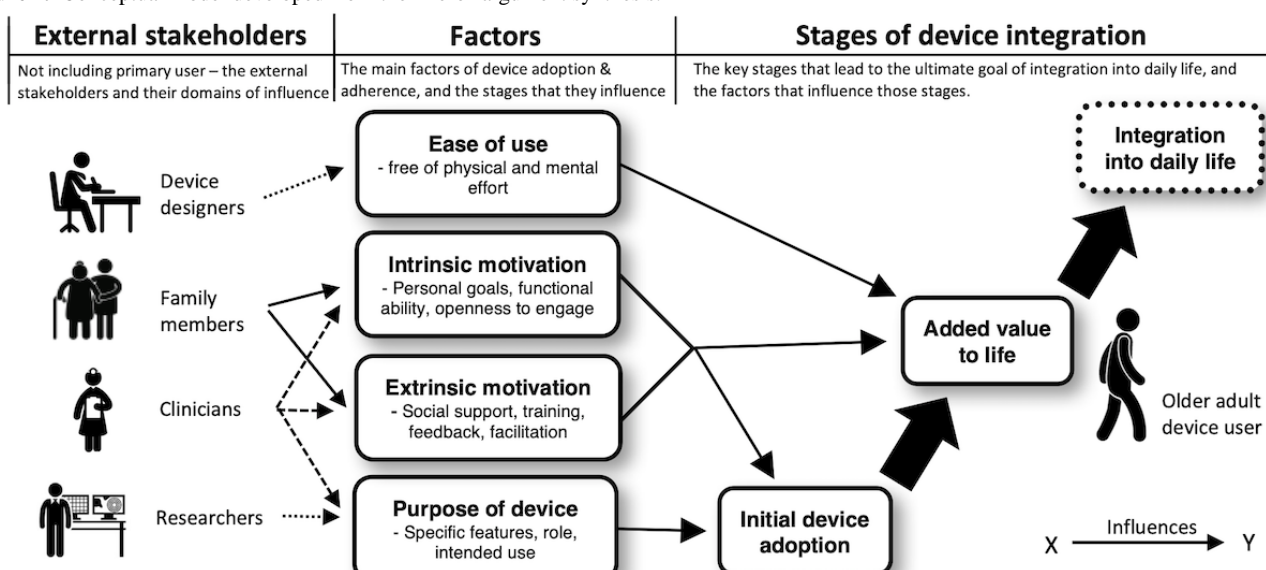 External stakeholders
Not including primary user – the external
stakeholders and their domains of influence
Factors
The main factors of device adoption &
adherence, and the stages that they influence
Stages of device integration
The key stages that lead to the ultimate goal of integration into daily life, and
the factors that influence those stages.
Device
designers
Family
members
Clinicians
Researchers
Ease of use
- free of physical and mental
effort
Intrinsic motivation
- Personal goals, functional
ability, openness to engage
Extrinsic motivation
- Social support, training,
feedback, facilitation
Purpose of device
- Specific features, role,
intended use
Integration
into daily life
Added value
to life
Older adult
device user
Initial device
adoption
X Influences Y